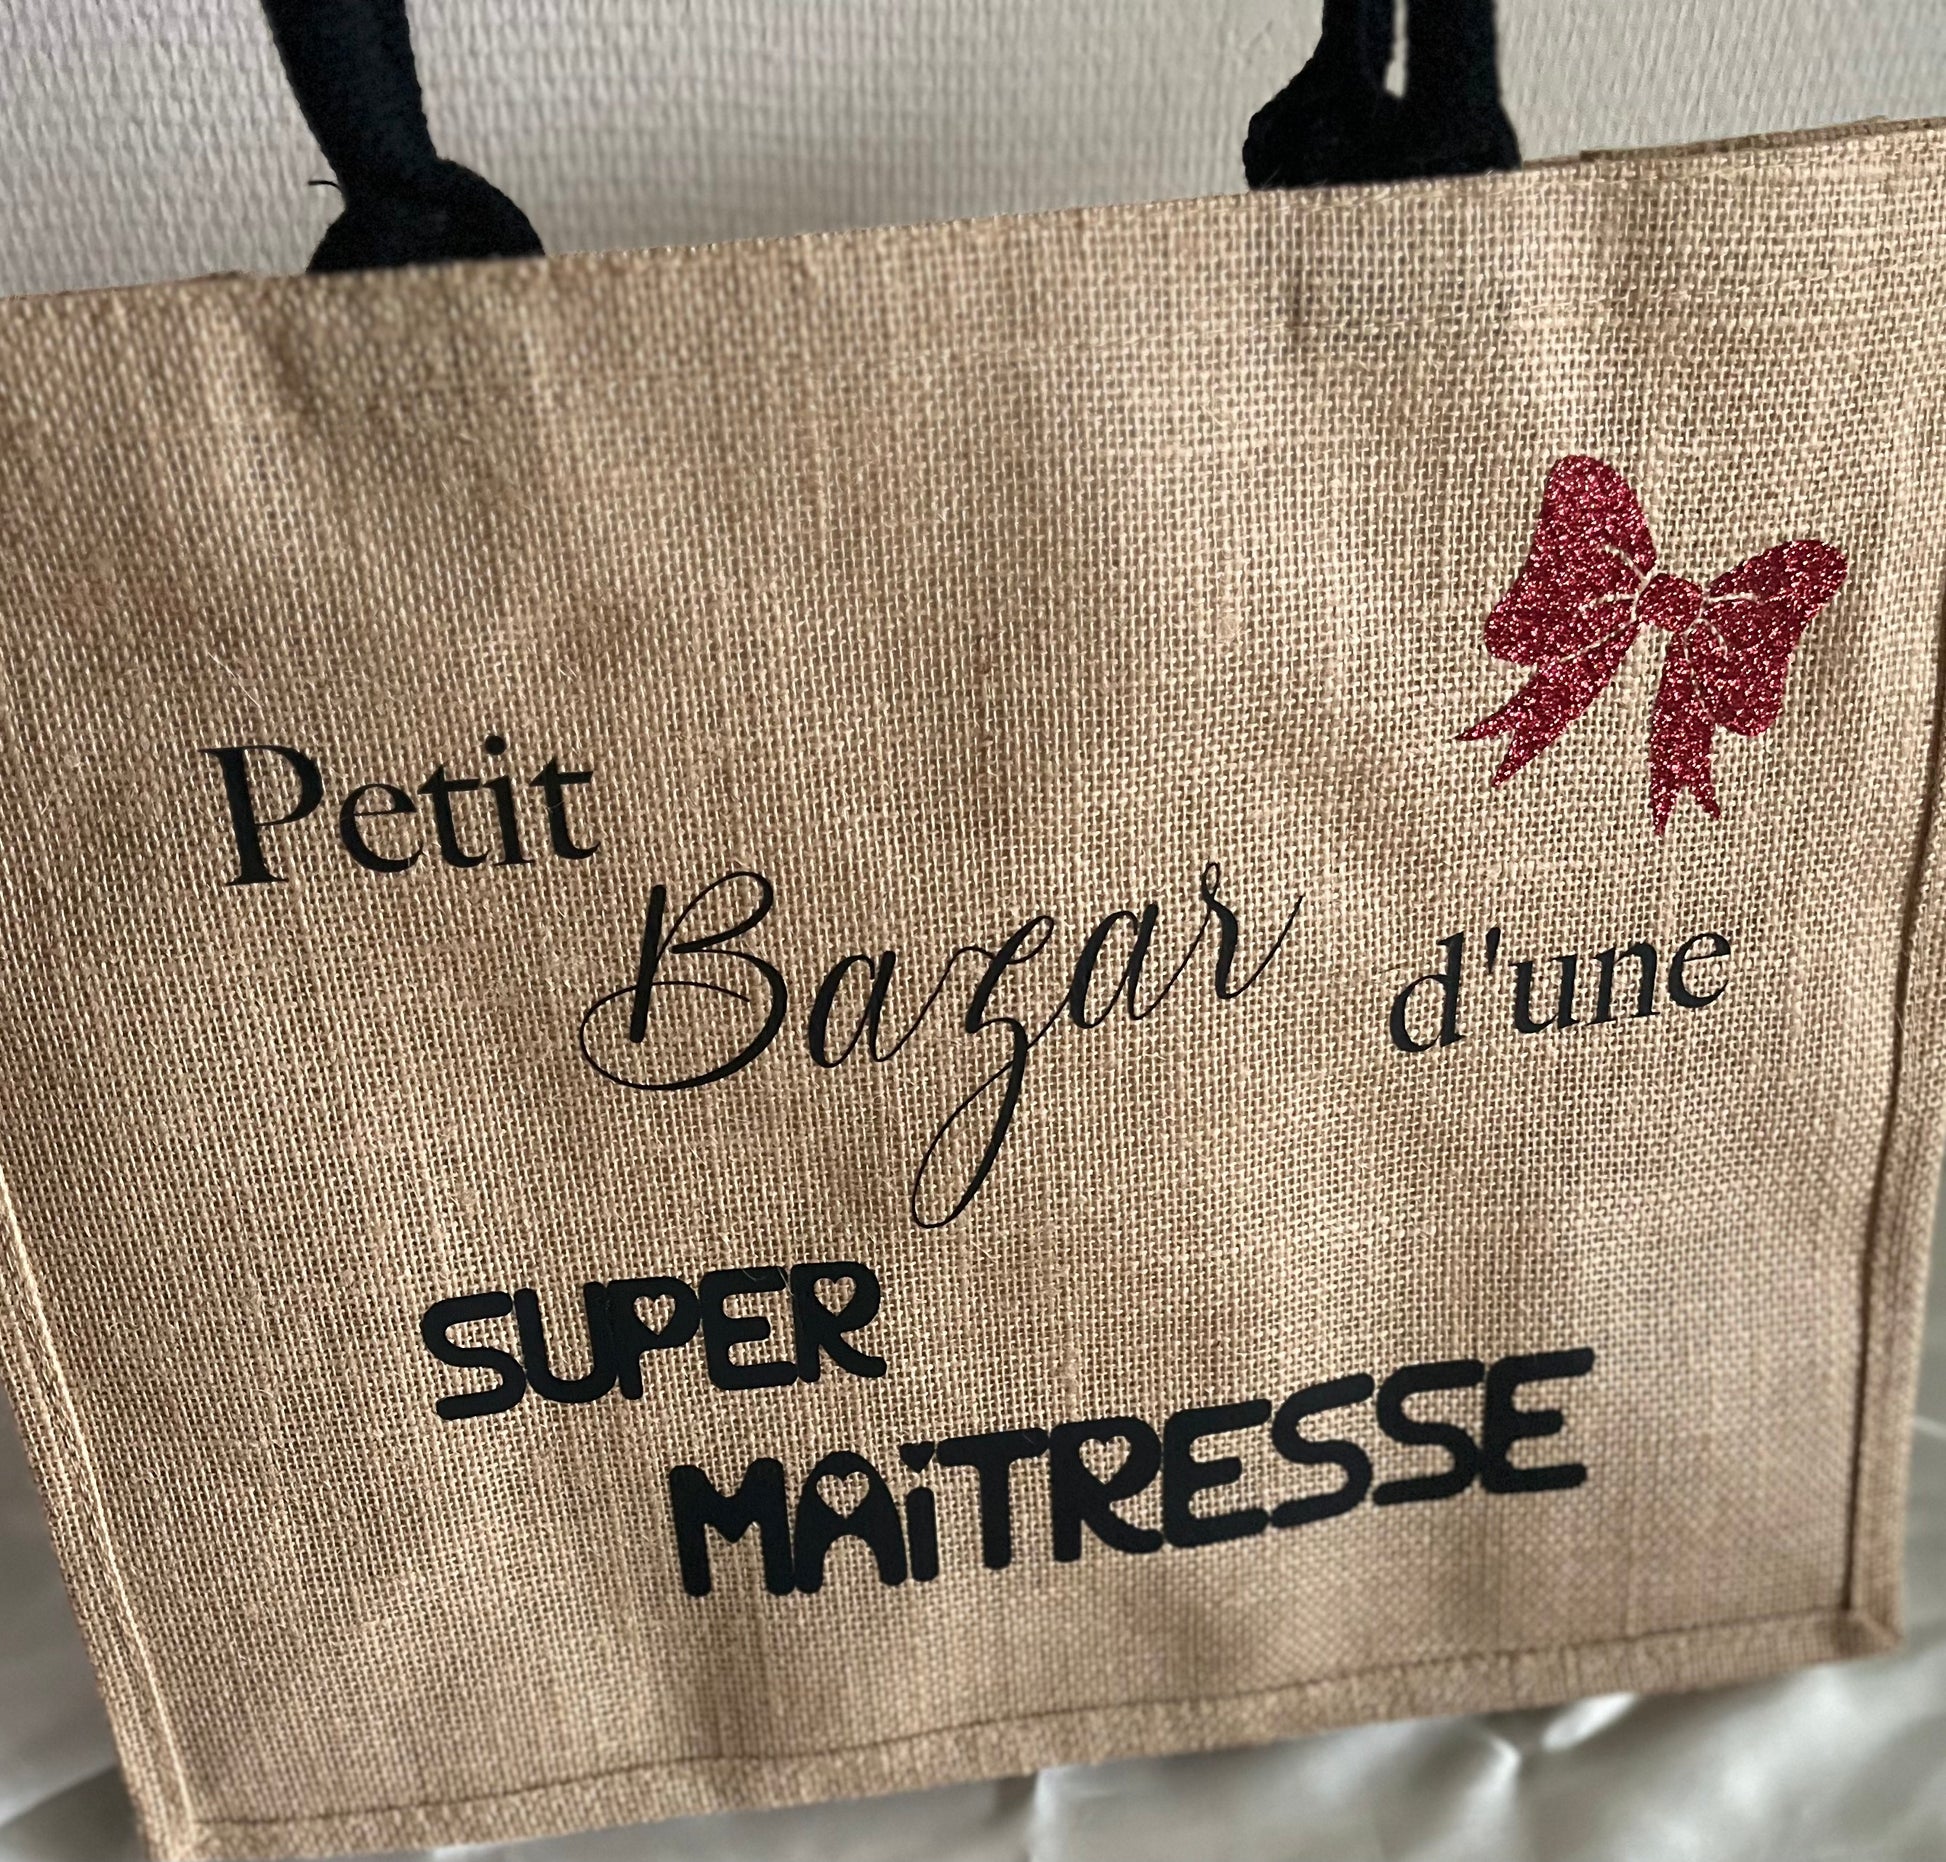 Petit
Bazar d'une
SUPER
MAiTRESSE